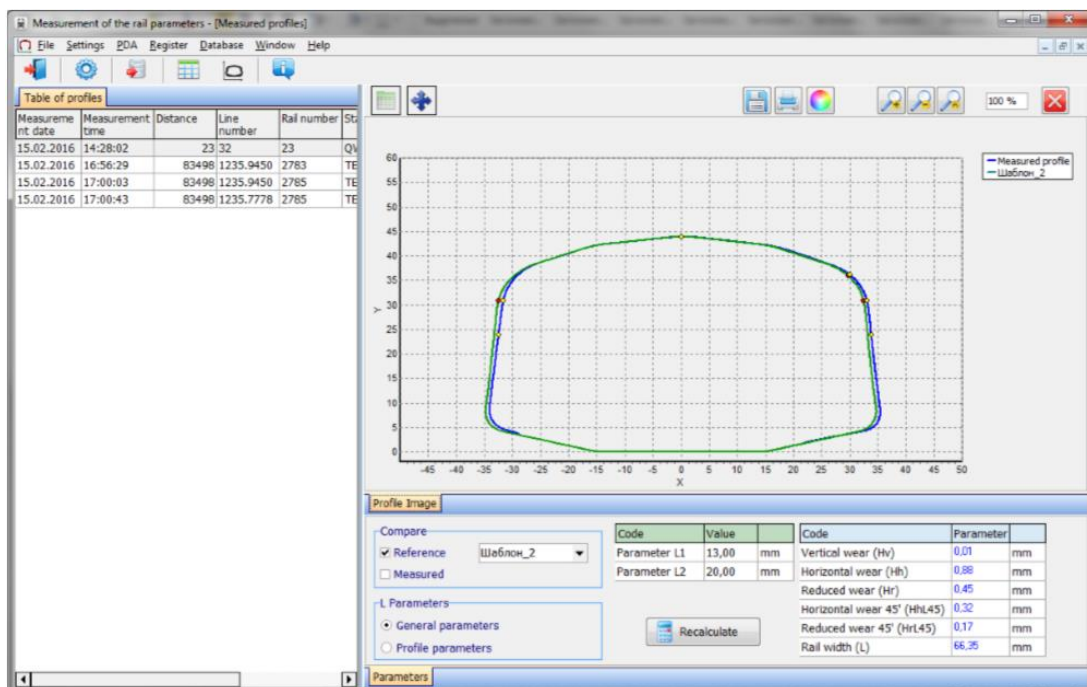 Measurement of the rail parameters - [Measured profiles]
File Settings PDA Register Database Window Help
Table of profiles
Measureme
nt date
Measurement
time
Distance
Line
number
Rail number
15.02.2016 14:28:02 23 32 23
15.02.2016 16:56:29 83498 1235.9450 2783 TE
15.02.2016 17:00:03 83498 1235.9450 2785 TE
15.02.2016 17:00:43 83498 1235.7778 2785 TE
100 %
Measured profile
Шаблон_2
60
55
50
45
40
35
30
25
20
15
10
5
0
Y
-45 -40 -35 -30 -25 -20 -15 -10 -5 0 5 10 15 20 25 30 35 40 45 50
X
Profile Image
Compare
Reference Шаблон_2
Measured
L Parameters
General parameters
Profile parameters
Code Value
Parameter L1 13,00 mm
Parameter L2 20,00 mm
Recalculate
Code Parameter
Vertical wear (Hv) 0,01 mm
Horizontal wear (Hh) 0,88 mm
Reduced wear (Hr) 0,45 mm
Horizontal wear 45' (HhL45) 0,32 mm
Reduced wear 45' (HrL45) 0,17 mm
Rail width (L) 66,35 mm
Parameters